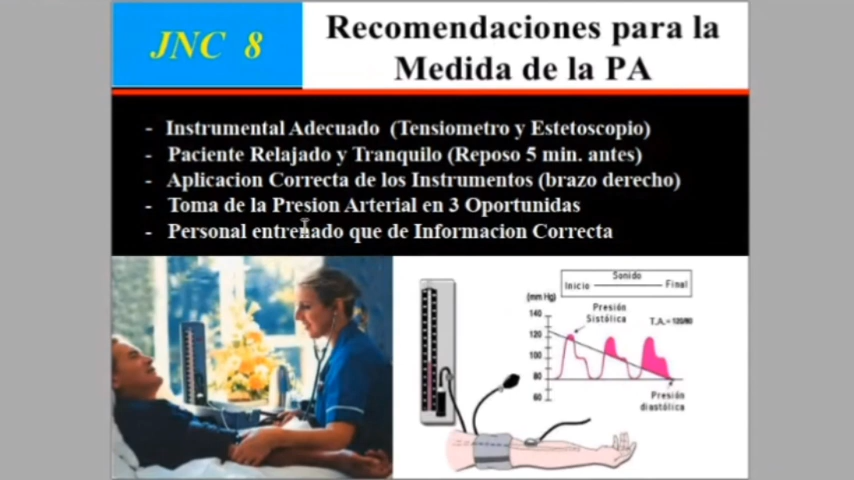 JNC 8
Recomendaciones para la
Medida de la PA
- Instrumental Adecuado (Tensiometro y Estetoscopio)
- Paciente Relajado y Tranquilo (Reposo 5 min. antes)
- Aplicacion Correcta de los Instrumentos (brazo derecho)
- Toma de la Presion Arterial en 3 Oportunidas
- Personal entrenado que de Informacion Correcta
Sonido
Inicio Final
(mm Hg)
Presión
Sistólica
T.A.= 120/80
140
120
100
80
60
Presión
diastólica